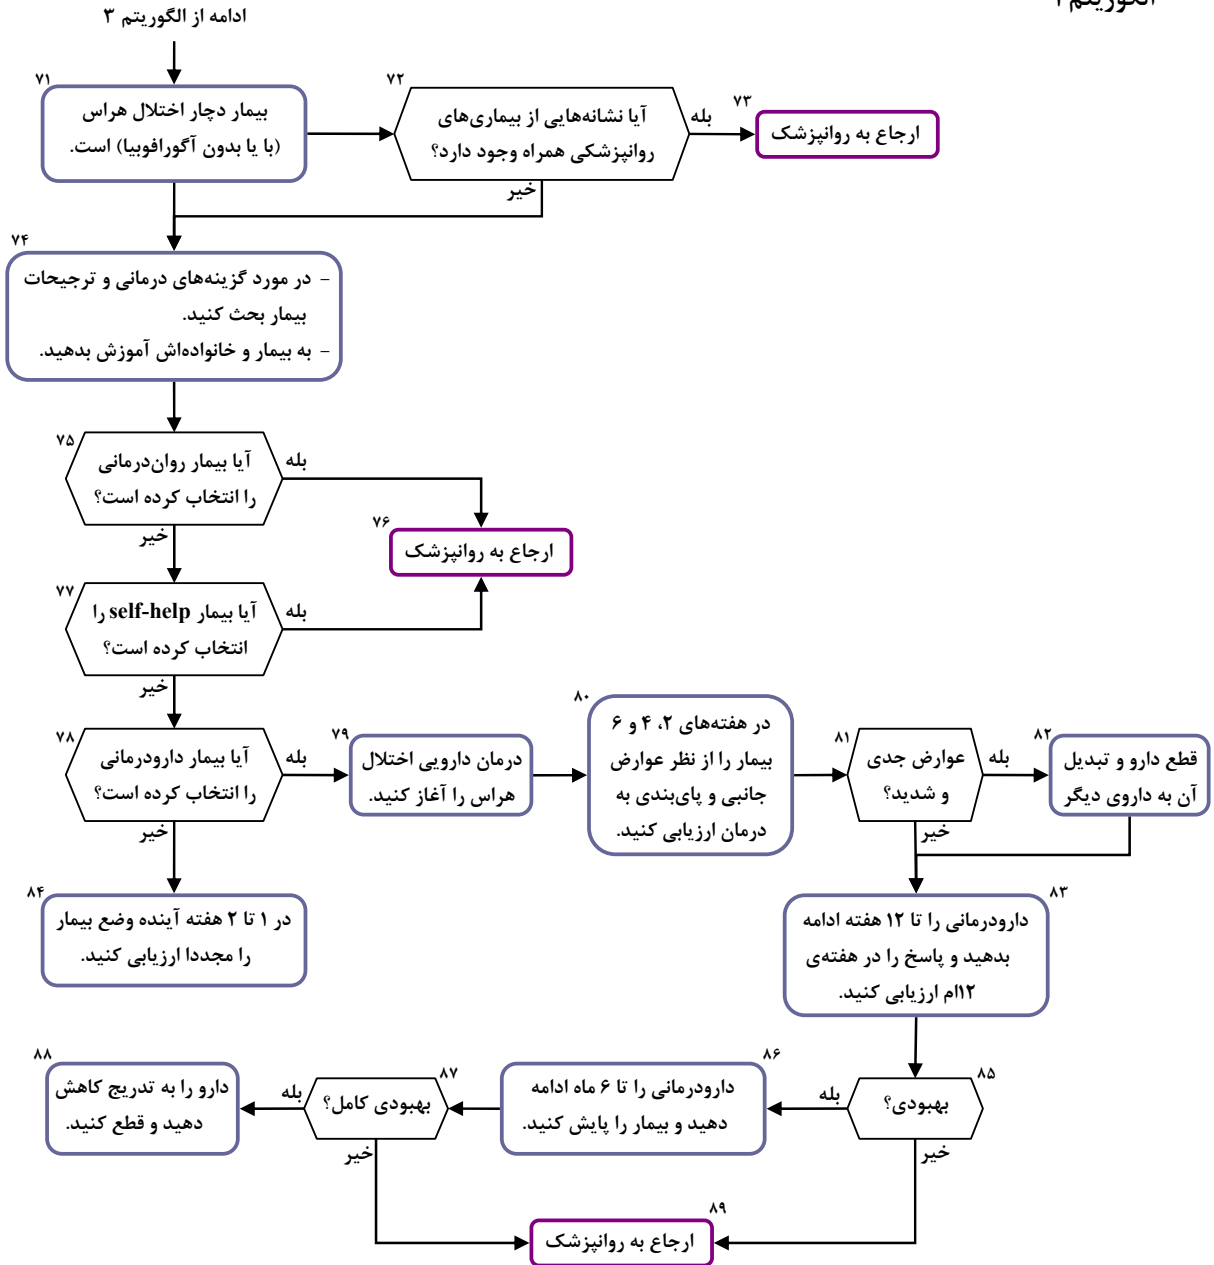 ادامه از الگوریتم ۳
۷۱
بیمار دچار اختلال هراس
(با یا بدون آگورافوبیا) است.
۷۲
آیا نشانه‌هایی از بیماری‌های
روانپزشکی همراه وجود دارد؟
بله
خیر
۷۳
ارجاع به روانپزشک
۷۴
- در مورد گزینه‌های درمانی و ترجیحات
بیمار بحث کنید.
- به بیمار و خانواده‌اش آموزش بدهید.
۷۵
آیا بیمار روان‌درمانی
را انتخاب کرده است؟
بله
خیر
۷۶
ارجاع به روانپزشک
۷۷
آیا بیمار self-help را
انتخاب کرده است؟
بله
خیر
۷۸
آیا بیمار دارودرمانی
را انتخاب کرده است؟
بله
خیر
۷۹
درمان دارویی اختلال
هراس را آغاز کنید.
۸۰
در هفته‌های ۲، ۴ و ۶
بیمار را از نظر عوارض
جانبی و پای‌بندی به
درمان ارزیابی کنید.
۸۱
عوارض جدی
و شدید؟
بله
خیر
۸۲
قطع دارو و تبدیل
آن به داروی دیگر
۸۳
دارودرمانی را تا ۱۲ هفته ادامه
بدهید و پاسخ را در هفته‌ی
۱۲ام ارزیابی کنید.
۸۴
در ۱ تا ۲ هفته آینده وضع بیمار
را مجددا ارزیابی کنید.
۸۵
بهبودی؟
بله
خیر
۸۶
دارودرمانی را تا ۶ ماه ادامه
دهید و بیمار را پایش کنید.
۸۷
بهبودی کامل؟
بله
خیر
۸۸
دارو را به تدریج کاهش
دهید و قطع کنید.
۸۹
ارجاع به روانپزشک